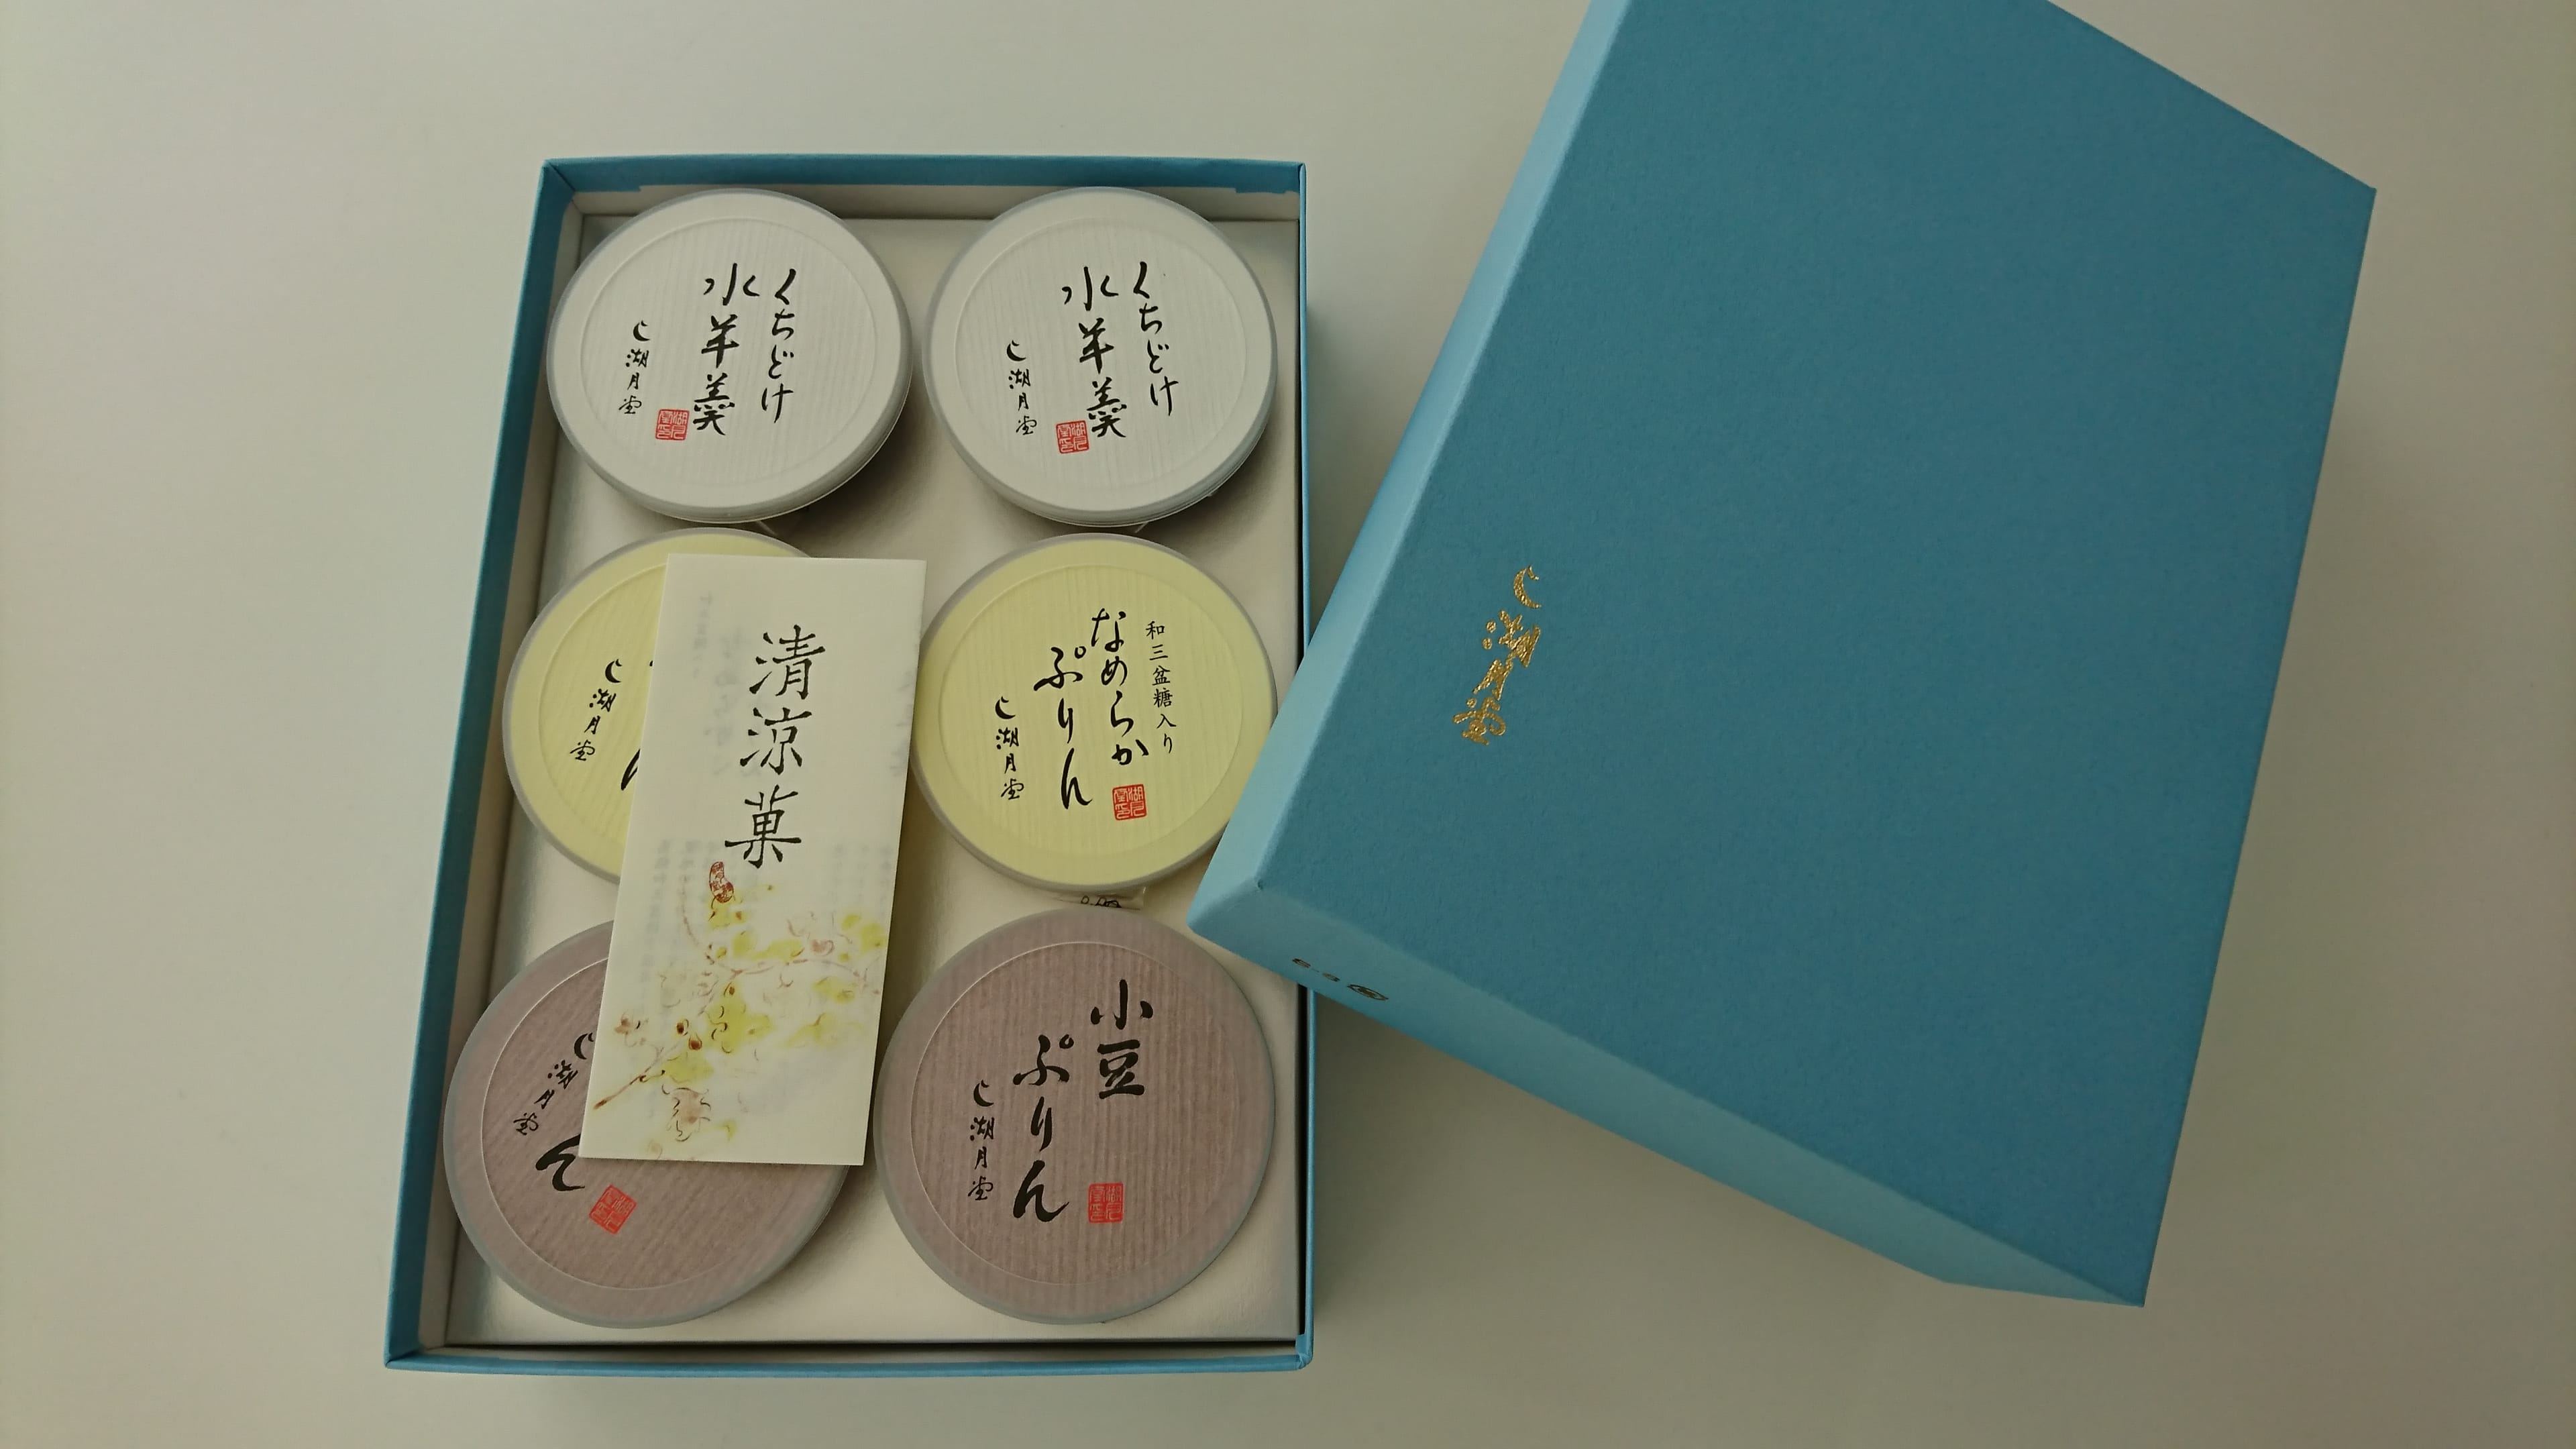 くちどけ
水羊羹
湖月堂
くちどけ
水羊羹
湖月堂
湖月堂
清涼菓
和三盆糖入り
なめらか
ぷりん
湖月堂
湖月堂
ん
小豆
ぷりん
湖月堂
湖月堂